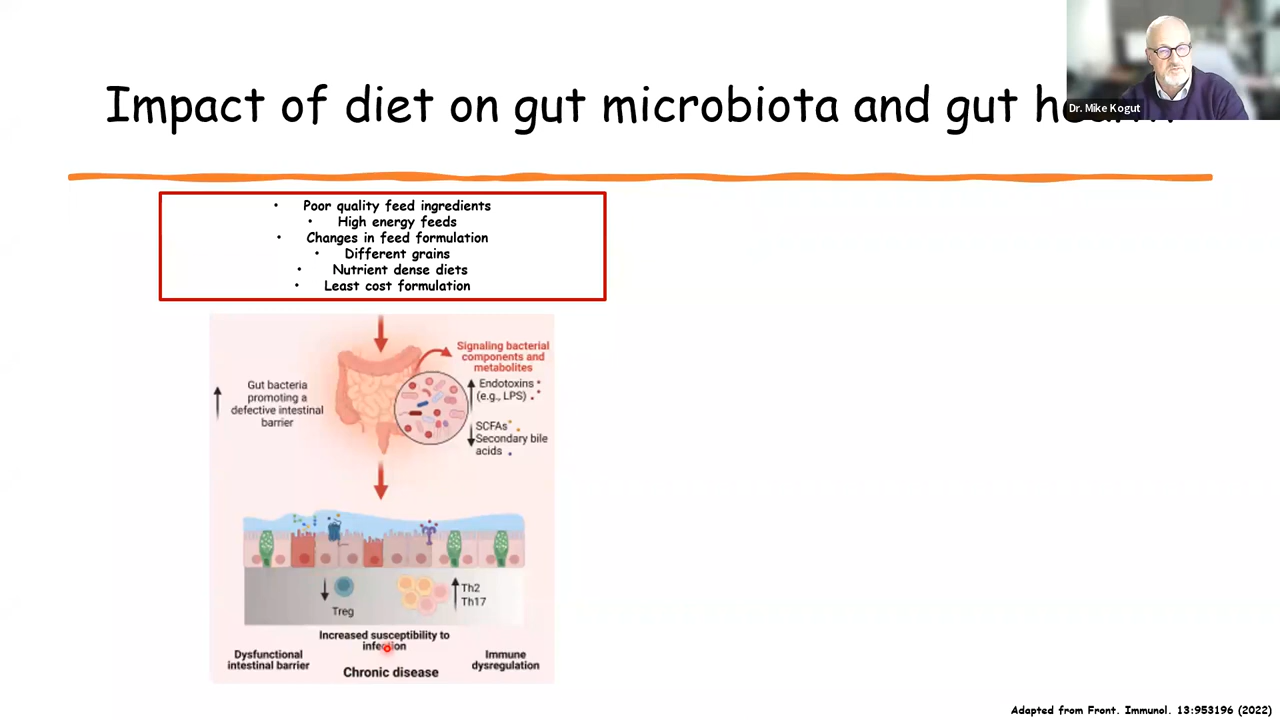 Impact of diet on gut microbiota and gut
Dr. Mike Kogut
• Poor quality feed ingredients
• High energy feeds
• Changes in feed formulation
• Different grains
• Nutrient dense diets
• Least cost formulation
Signaling bacterial
components and
metabolites
Gut bacteria
promoting a
defective intestinal
barrier
Endotoxins
(e.g., LPS)
SCFAs
Secondary bile
acids
Treg
Th2
Th17
Increased susceptibility to
infection
Dysfunctional
intestinal barrier
Immune
dysregulation
Chronic disease
Adapted from Front. Immunol. 13:953196 (2022)